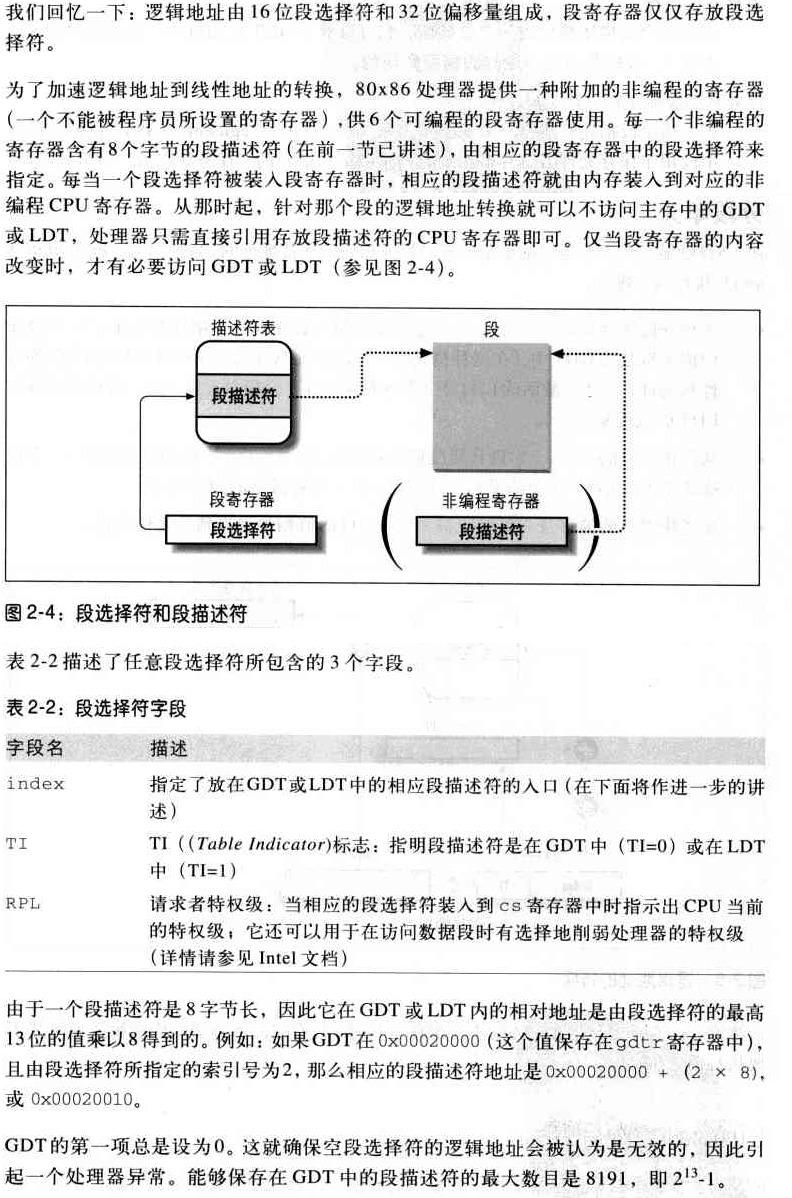 我们回忆一下：逻辑地址由16位段选择符和32位偏移量组成，段寄存器仅仅存放段选
择符。
为了加速逻辑地址到线性地址的转换，80x86处理器提供一种附加的非编程的寄存器
(一个不能被程序员所设置的寄存器)，供6个可编程的段寄存器使用。每一个非编程的
寄存器含有8个字节的段描述符(在前一节已讲述)，由相应的段寄存器中的段选择符来
指定。每当一个段选择符被装入段寄存器时，相应的段描述符就由内存装入到对应的非
编程CPU寄存器。从那时起，针对那个段的逻辑地址转换就可以不访问主存中的GDT
或LDT，处理器只需直接引用存放段描述符的CPU寄存器即可。仅当段寄存器的内容
改变时，才有必要访问GDT或LDT（参见图2-4）。
描述符表
段
段描述符
段寄存器
非编程寄存器
段选择符
段描述符
图2-4：段选择符和段描述符
表2-2描述了任意段选择符所包含的3个字段。
表2-2：段选择符字段
字段名 描述
index 指定了放在GDT或LDT中的相应段描述符的入口(在下面将作进一步的讲
述)
TI TI ((Table Indicator)标志：指明段描述符是在GDT中（TI=0）或在LDT
中（TI=1）
RPL 请求者特权级：当相应的段选择符装入到cs寄存器中时指示出CPU当前
的特权级；它还可以用于在访问数据段时有选择地削弱处理器的特权级
（详情请参见Intel文档）
由于一个段描述符是8字节长，因此它在GDT或LDT内的相对地址是由段选择符的最高
13位的值乘以8得到的。例如：如果GDT在0x00020000（这个值保存在gdtr寄存器中），
且由段选择符所指定的索引号为2，那么相应的段描述符地址是0x00020000 + (2 × 8)，
或 0x00020010。
GDT的第一项总是设为0。这就确保空段选择符的逻辑地址会被认为是无效的，因此引
起一个处理器异常。能够保存在GDT中的段描述符的最大数目是8191，即2¹³-1。